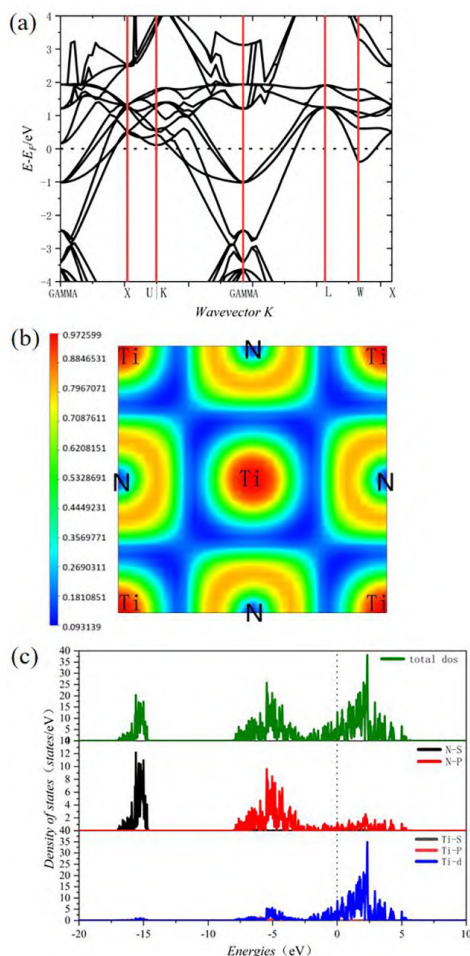 (a)
4
3
2
1
0
-1
-2
-3
-4
E-E_F/eV
GAMMA X U K GAMMA L W X
Wavevector K
(b)
0.972599
0.8846531
0.7967071
0.7087611
0.6208151
0.5328691
0.4449231
0.3569771
0.2690311
0.1810851
0.093139
Ti N Ti
N Ti N
Ti N Ti
(c)
40
35
30
25
20
15
10
5
total dos
12
10
8
6
4
2
N-S
N-P
40
35
30
25
20
15
10
5
0
Ti-S
Ti-P
Ti-d
Density of states (states/eV)
-20 -15 -10 -5 0 5 10
Energies (eV)